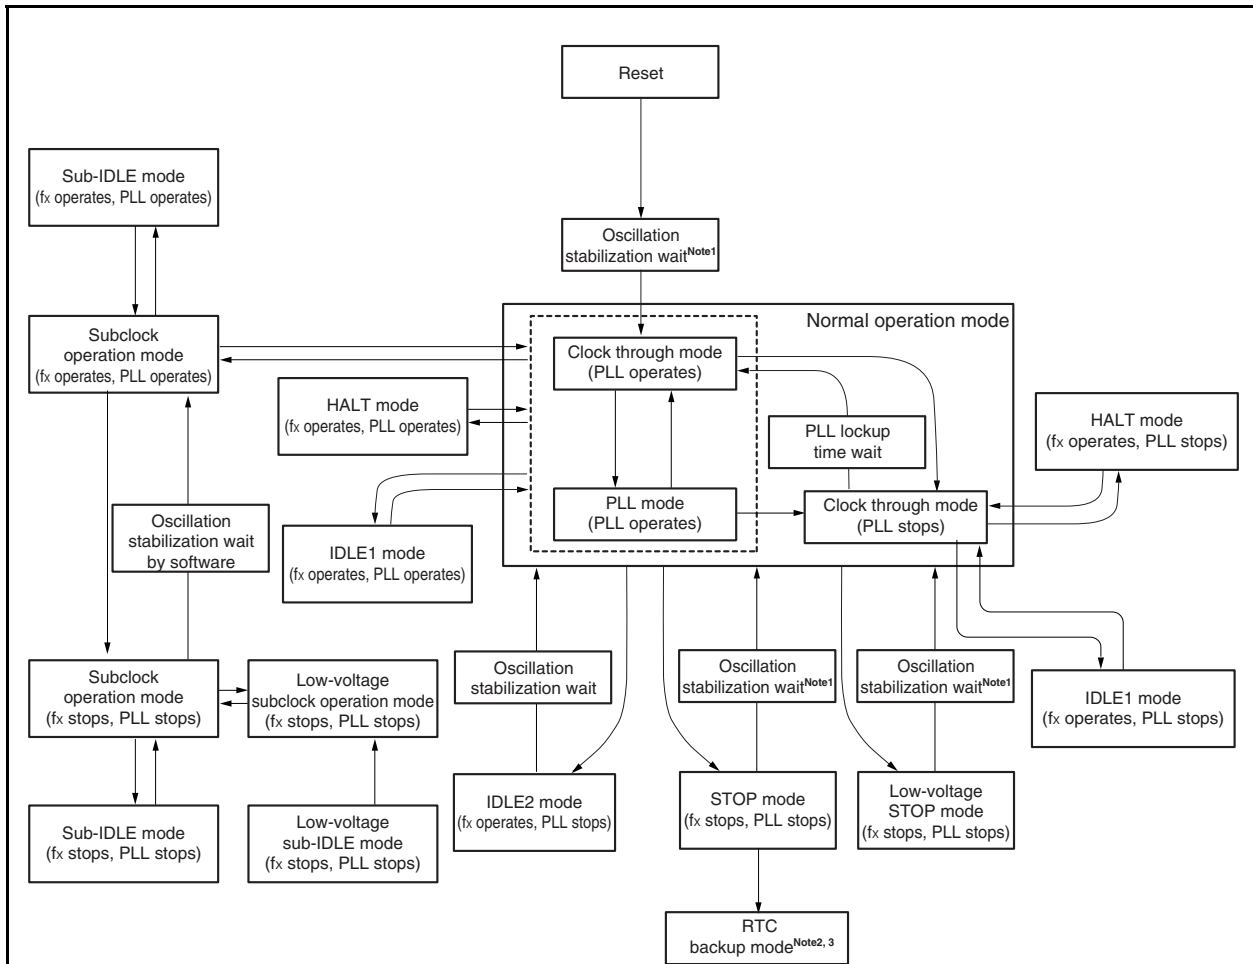 Reset
Sub-IDLE mode
(fx operates, PLL operates)
Oscillation
stabilization wait Note1
Normal operation mode
Subclock
operation mode
(fx operates, PLL operates)
Clock through mode
(PLL operates)
HALT mode
(fx operates, PLL operates)
PLL lockup
time wait
HALT mode
(fx operates, PLL stops)
PLL mode
(PLL operates)
Clock through mode
(PLL stops)
Oscillation
stabilization wait
by software
IDLE1 mode
(fx operates, PLL operates)
Subclock
operation mode
(fx stops, PLL stops)
Low-voltage
subclock operation mode
(fx stops, PLL stops)
Oscillation
stabilization wait
Oscillation
stabilization wait Note1
Oscillation
stabilization wait Note1
IDLE1 mode
(fx operates, PLL stops)
Sub-IDLE mode
(fx stops, PLL stops)
Low-voltage
sub-IDLE mode
(fx stops, PLL stops)
IDLE2 mode
(fx operates, PLL stops)
STOP mode
(fx stops, PLL stops)
Low-voltage
STOP mode
(fx stops, PLL stops)
RTC
backup mode Note2, 3